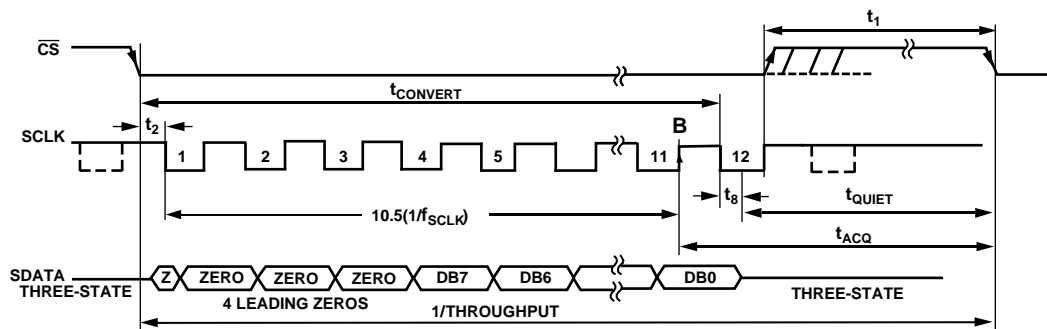 t1
CS
tCONVERT
t2
B
SCLK
1 2 3 4 5 11 12
t8
tQUIET
10.5(1/fSCLK)
tACQ
SDATA
THREE-STATE
Z ZERO ZERO ZERO DB7 DB6 DB0
THREE-STATE
4 LEADING ZEROS
1/THROUGHPUT